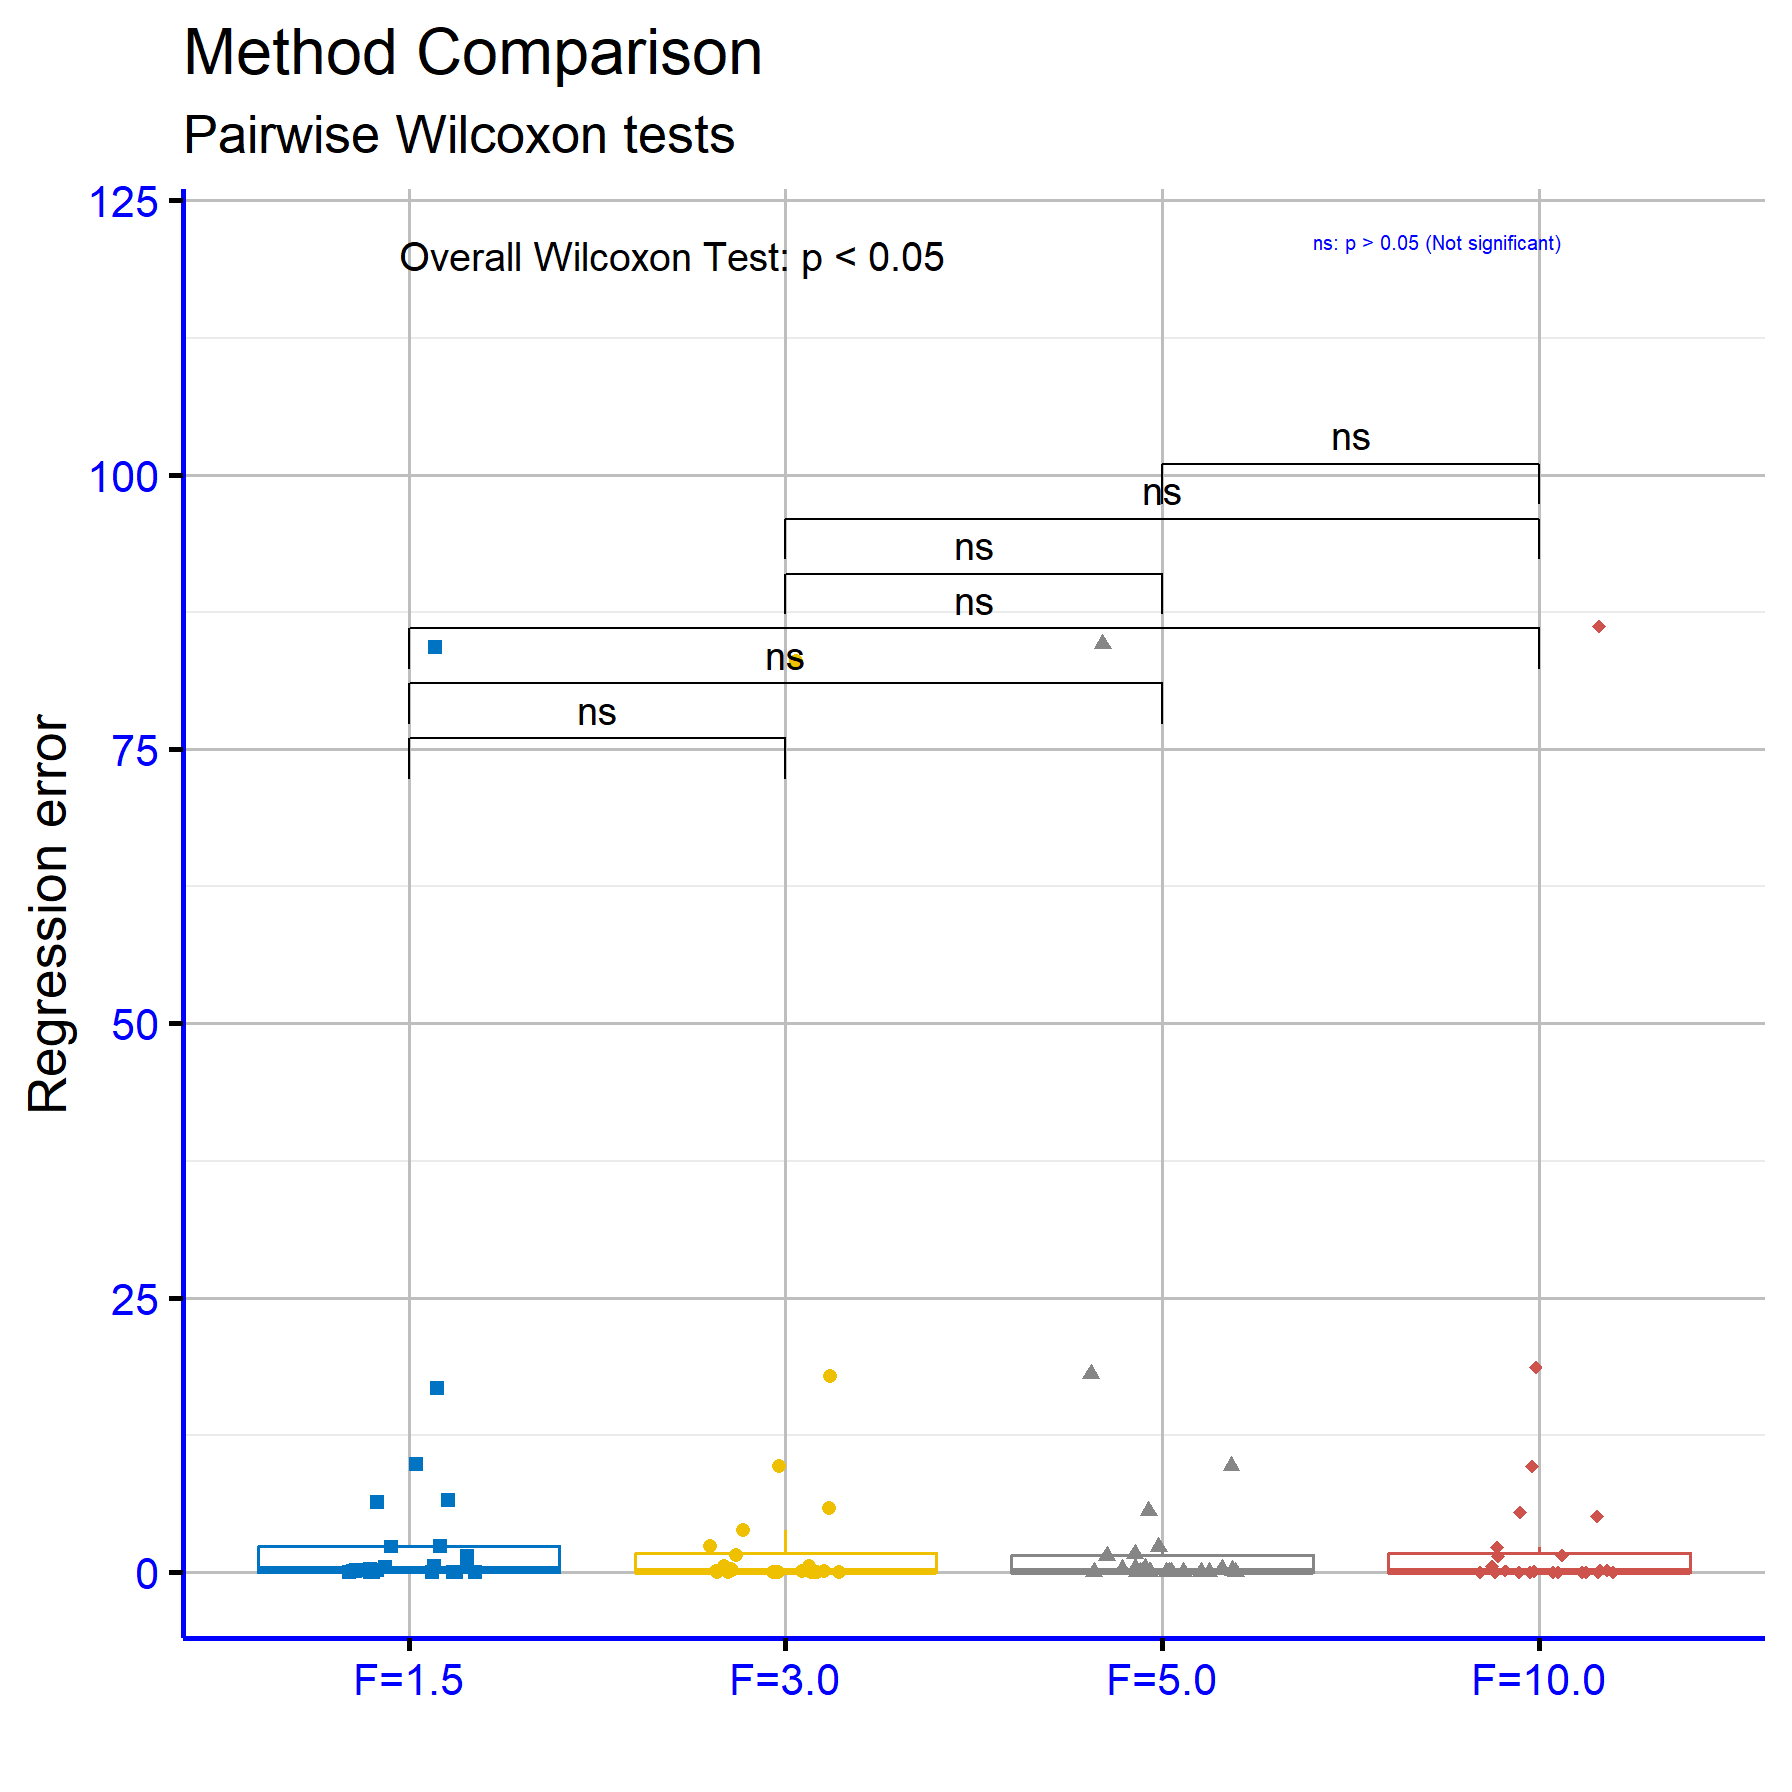 Method Comparison
Pairwise Wilcoxon tests
125
Overall Wilcoxon Test: p < 0.05
ns: p > 0.05 (Not significant)
ns
100
ns
ns
ns
ns
ns
75
Regression error
50
25
0
F=1.5
F=3.0
F=5.0
F=10.0